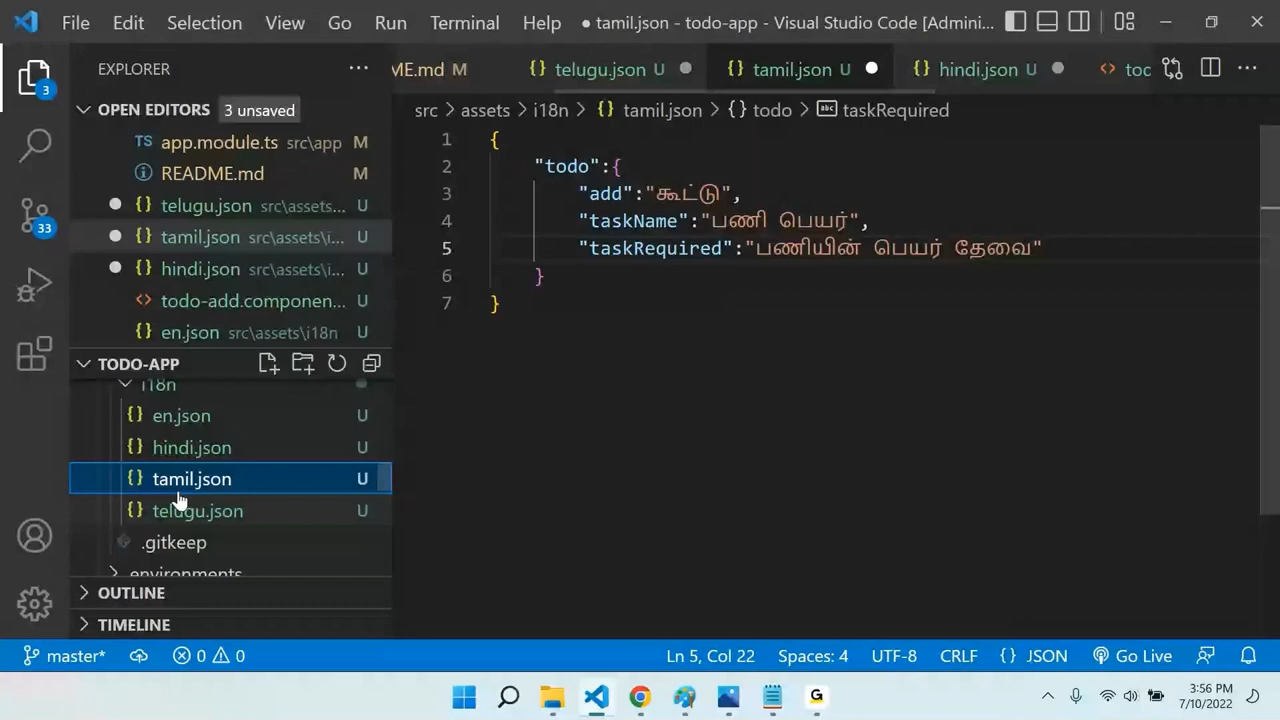 File Edit Selection View Go Run Terminal Help ● tamil.json - todo-app - Visual Studio Code [Admini...
EXPLORER ...
ME.md M {} telugu.json U {} tamil.json U {} hindi.json U <> toc
OPEN EDITORS 3 unsaved
src > assets > i18n > {} tamil.json > {} todo > abc taskRequired
TS app.module.ts src\app M
README.md M
{} telugu.json src\assets... U
{} tamil.json src\assets\i... U
{} hindi.json src\assets\i... U
<> todo-add.componen... U
{} en.json src\assets\i18n U
1 {
2 "todo":{
3 "add":"கூட்டு",
4 "taskName":"பணி பெயர்",
5 "taskRequired":"பணியின் பெயர் தேவை"
6 }
7 }
TODO-APP
i18n
{} en.json U
{} hindi.json U
{} tamil.json U
{} telugu.json U
.gitkeep
> environments
OUTLINE
TIMELINE
3
33
master* 0 0 Ln 5, Col 22 Spaces: 4 UTF-8 CRLF {} JSON Go Live
G
3:56 PM
7/10/2022